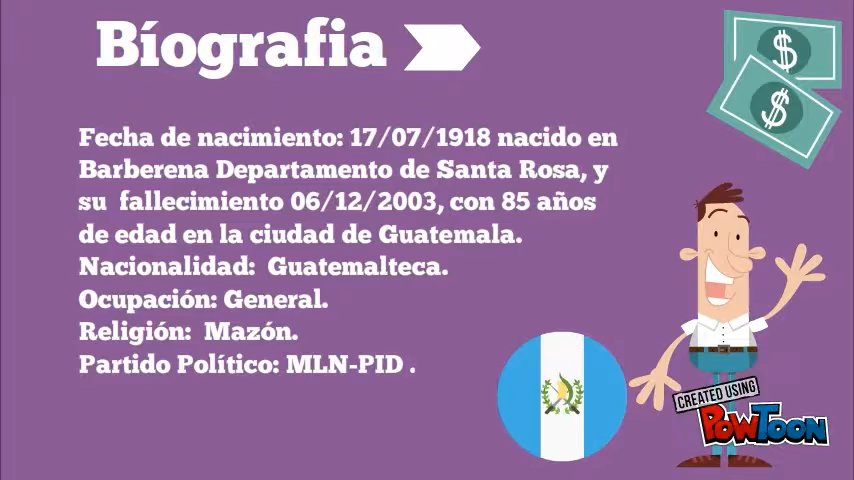 Bíografia
Fecha de nacimiento: 17/07/1918 nacido en
Barberena Departamento de Santa Rosa, y
su fallecimiento 06/12/2003, con 85 años
de edad en la ciudad de Guatemala.
Nacionalidad: Guatemalteca.
Ocupación: General.
Religión: Mazón.
Partido Político: MLN-PID .
$
$
CREATED USING
POWTOON